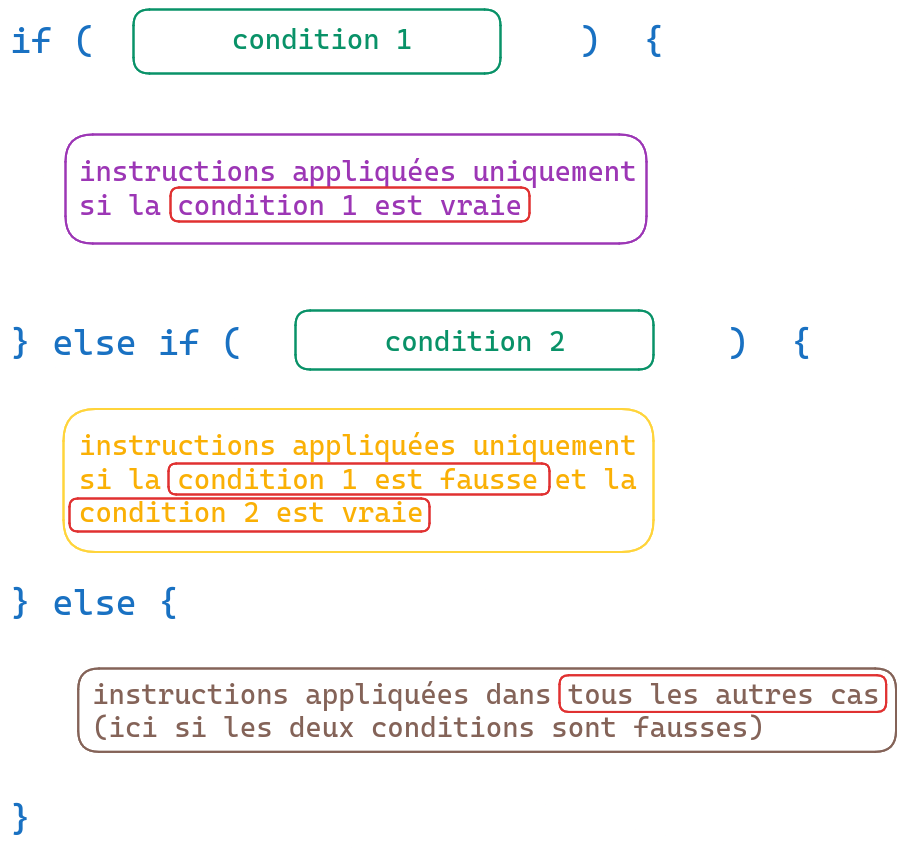 if ( condition 1 ) {
instructions appliquées uniquement
si la condition 1 est vraie
} else if ( condition 2 ) {
instructions appliquées uniquement
si la condition 1 est fausse et la
condition 2 est vraie
} else {
instructions appliquées dans tous les autres cas
(ici si les deux conditions sont fausses)
}